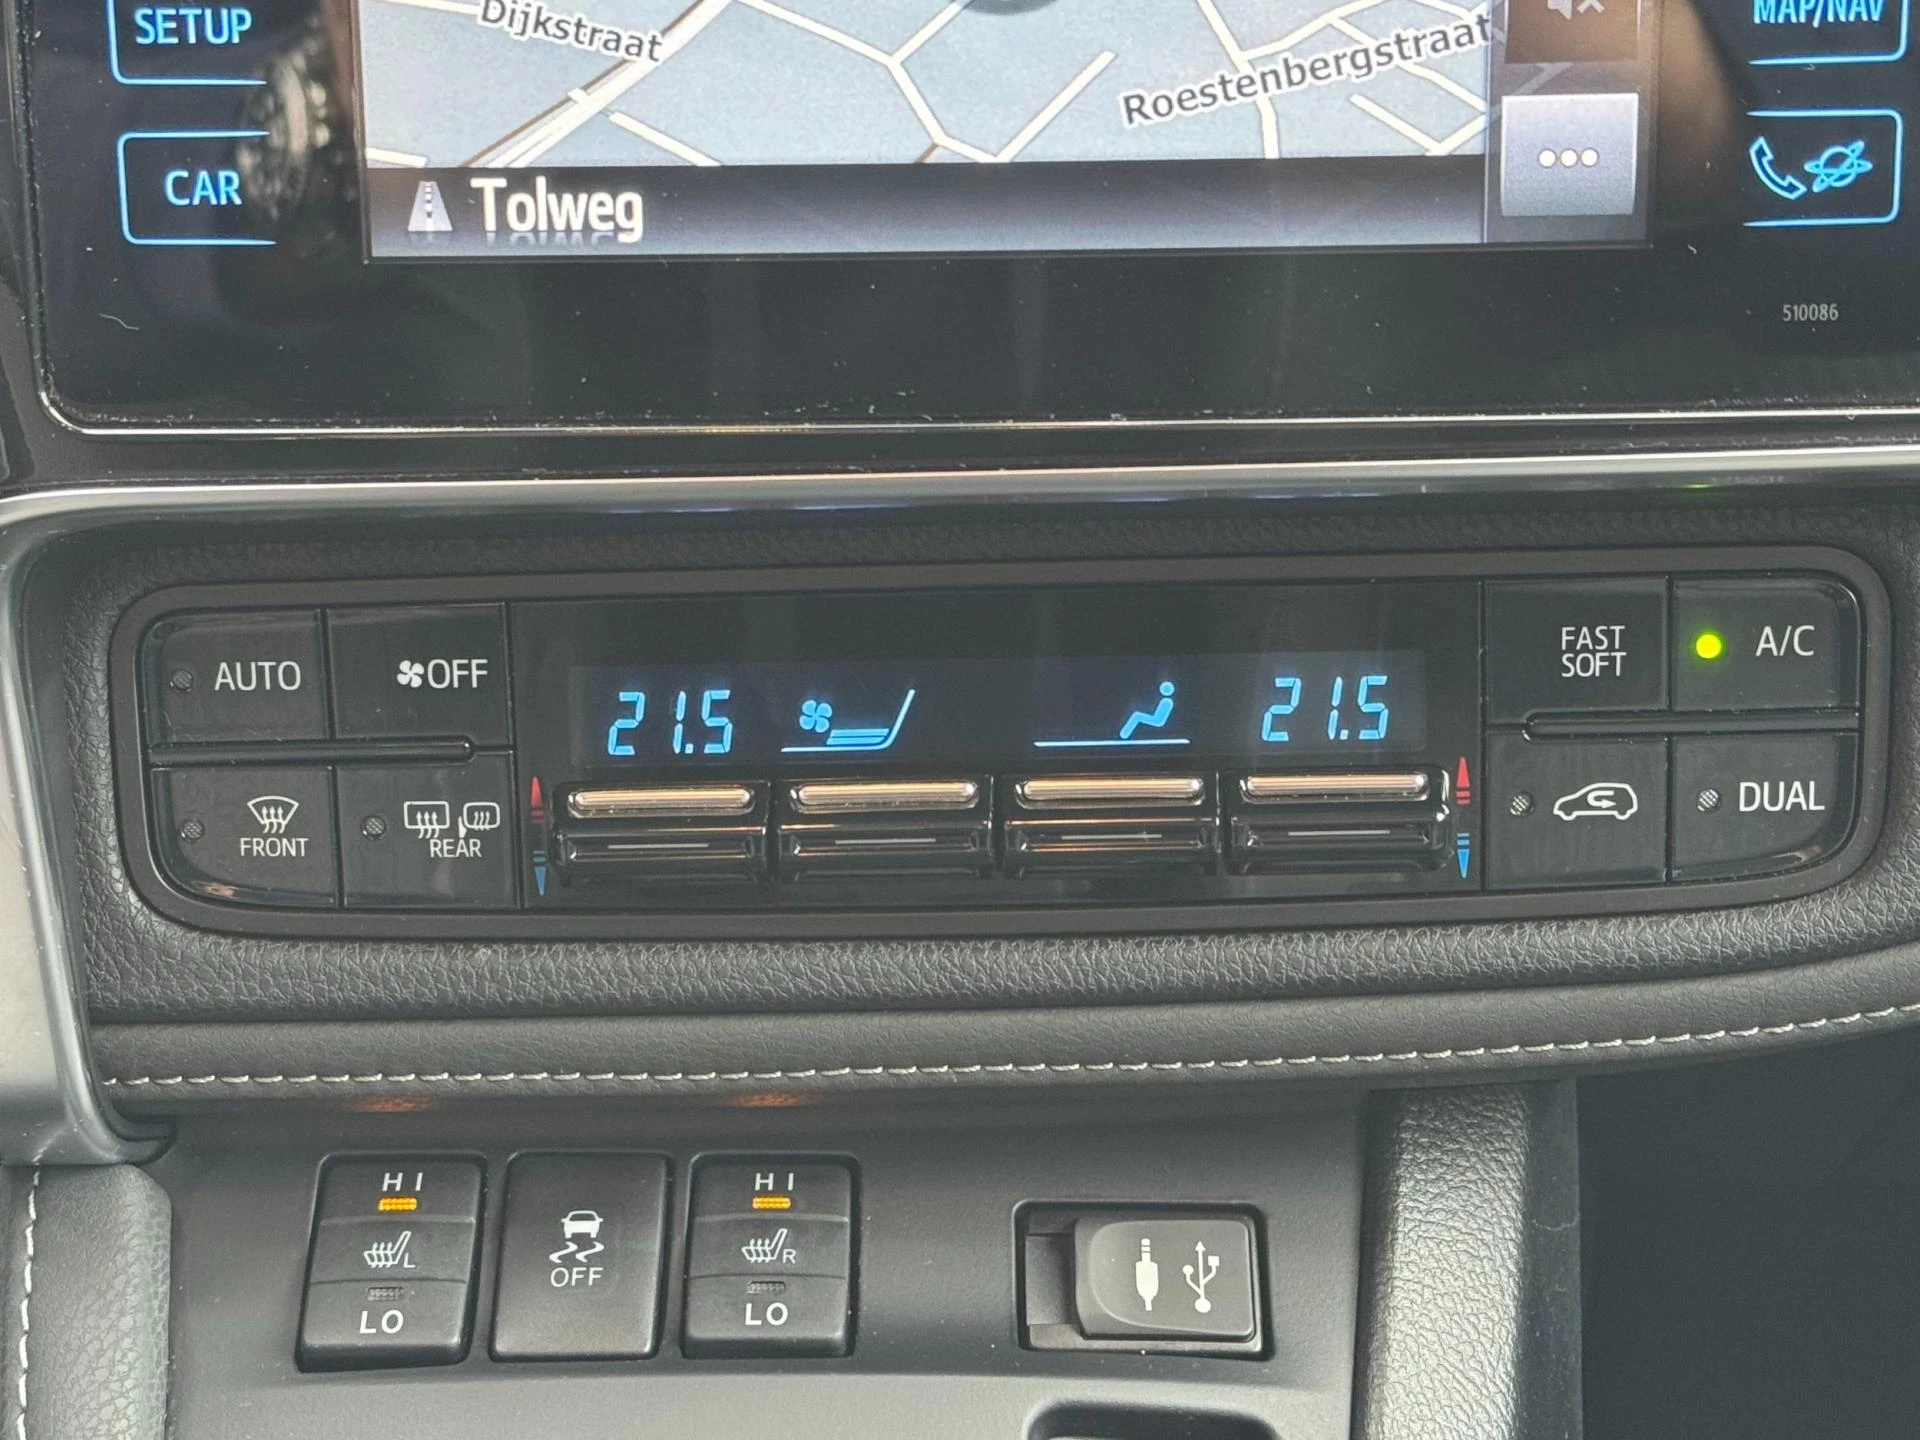 SETUP
Dijkstraat
Roestenbergstraat
MAP/NAV
CAR
•••
Tolweg
510086
AUTO
OFF
21.5
21.5
FAST
SOFT
A/C
FRONT
REAR
DUAL
HI
L
LO
OFF
HI
R
LO